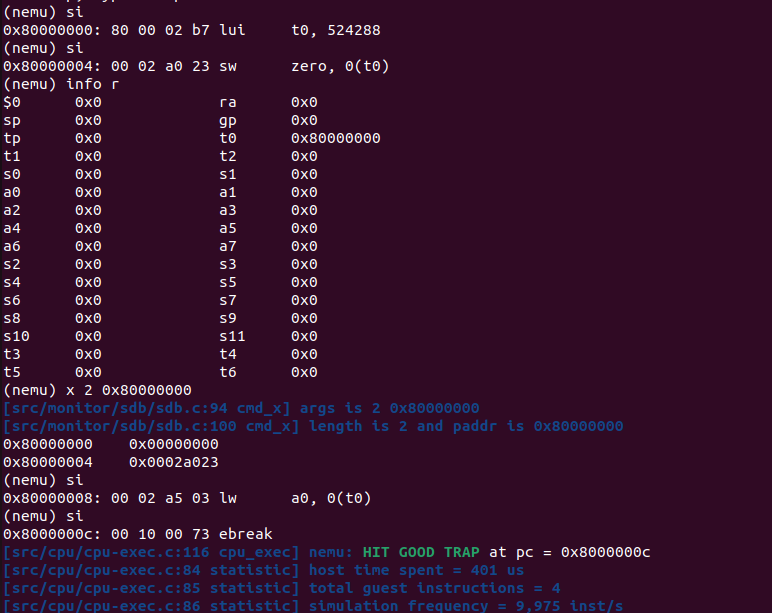 (nemu) si
0x80000000: 80 00 02 b7 lui     t0, 524288
(nemu) si
0x80000004: 00 02 a0 23 sw      zero, 0(t0)
(nemu) info r
$0      0x0             ra      0x0
sp      0x0             gp      0x0
tp      0x0             t0      0x80000000
t1      0x0             t2      0x0
s0      0x0             s1      0x0
a0      0x0             a1      0x0
a2      0x0             a3      0x0
a4      0x0             a5      0x0
a6      0x0             a7      0x0
s2      0x0             s3      0x0
s4      0x0             s5      0x0
s6      0x0             s7      0x0
s8      0x0             s9      0x0
s10     0x0             s11     0x0
t3      0x0             t4      0x0
t5      0x0             t6      0x0
(nemu) x 2 0x80000000
[src/monitor/sdb/sdb.c:94 cmd_x] args is 2 0x80000000
[src/monitor/sdb/sdb.c:100 cmd_x] length is 2 and paddr is 0x80000000
0x80000000    0x00000000
0x80000004    0x0002a023
(nemu) si
0x80000008: 00 02 a5 03 lw      a0, 0(t0)
(nemu) si
0x8000000c: 00 10 00 73 ebreak
[src/cpu/cpu-exec.c:116 cpu_exec] nemu: HIT GOOD TRAP at pc = 0x8000000c
[src/cpu/cpu-exec.c:84 statistic] host time spent = 401 us
[src/cpu/cpu-exec.c:85 statistic] total guest instructions = 4
[src/cpu/cpu-exec.c:86 statistic] simulation frequency = 9,975 inst/s